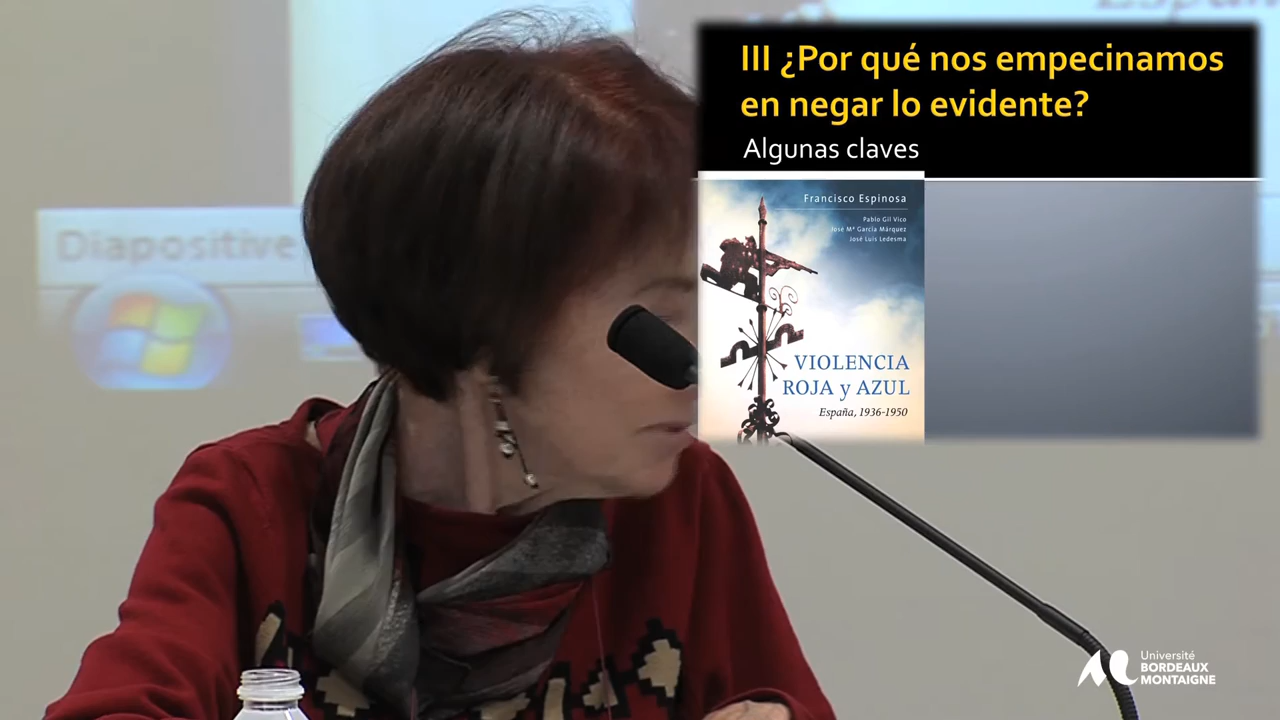 III ¿Por qué nos empecinamos
en negar lo evidente?
Algunas claves
Francisco Espinosa
Pablo Gil Vico
José Mª García Márquez
José Luis Ledesma
VIOLENCIA
ROJA y AZUL
España, 1936-1950
Diapositive
Université
BORDEAUX
MONTAIGNE